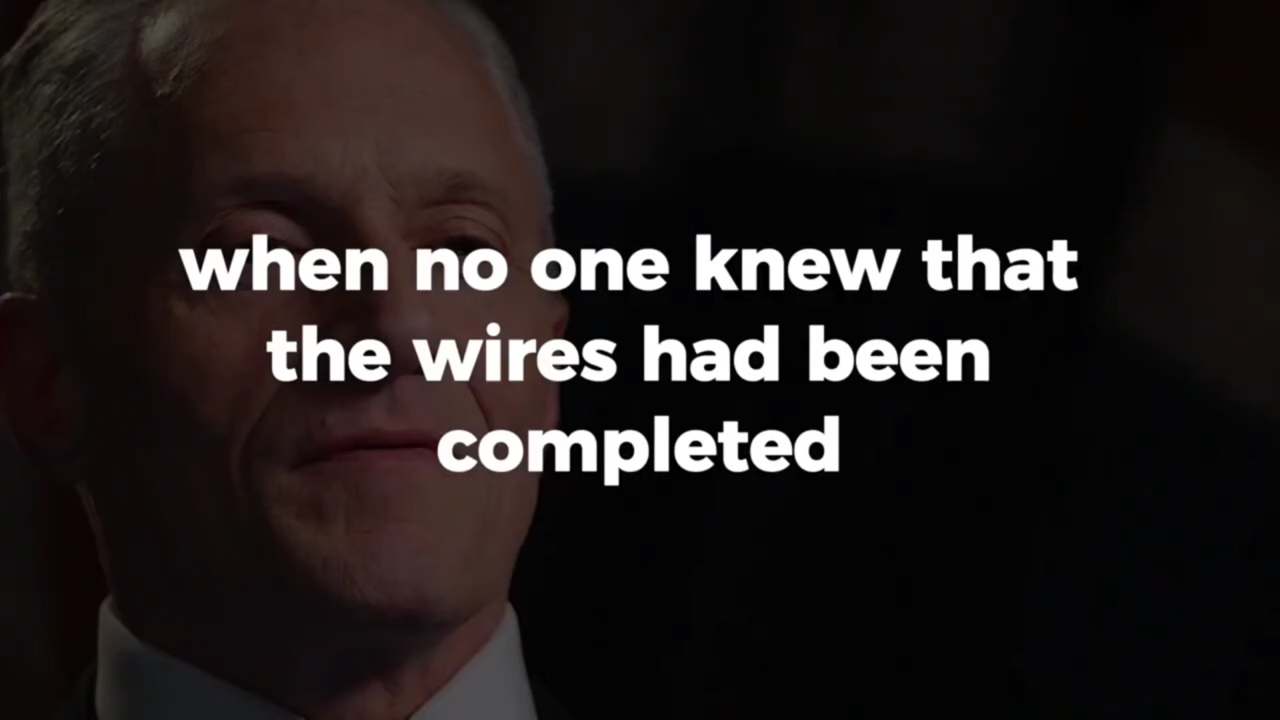 when no one knew that
the wires had been
completed